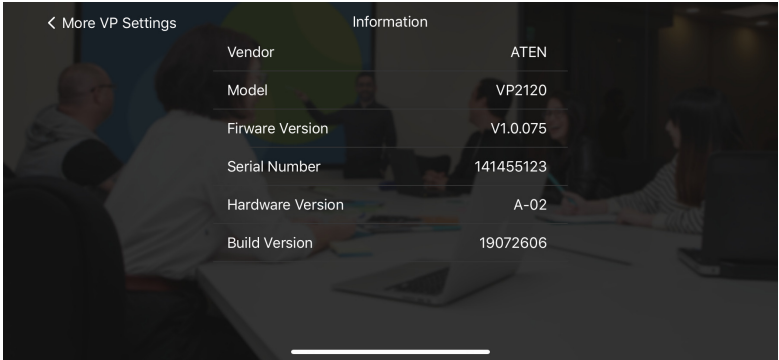 More VP Settings
Information
Vendor ATEN
Model VP2120
Firware Version V1.0.075
Serial Number 141455123
Hardware Version A-02
Build Version 19072606